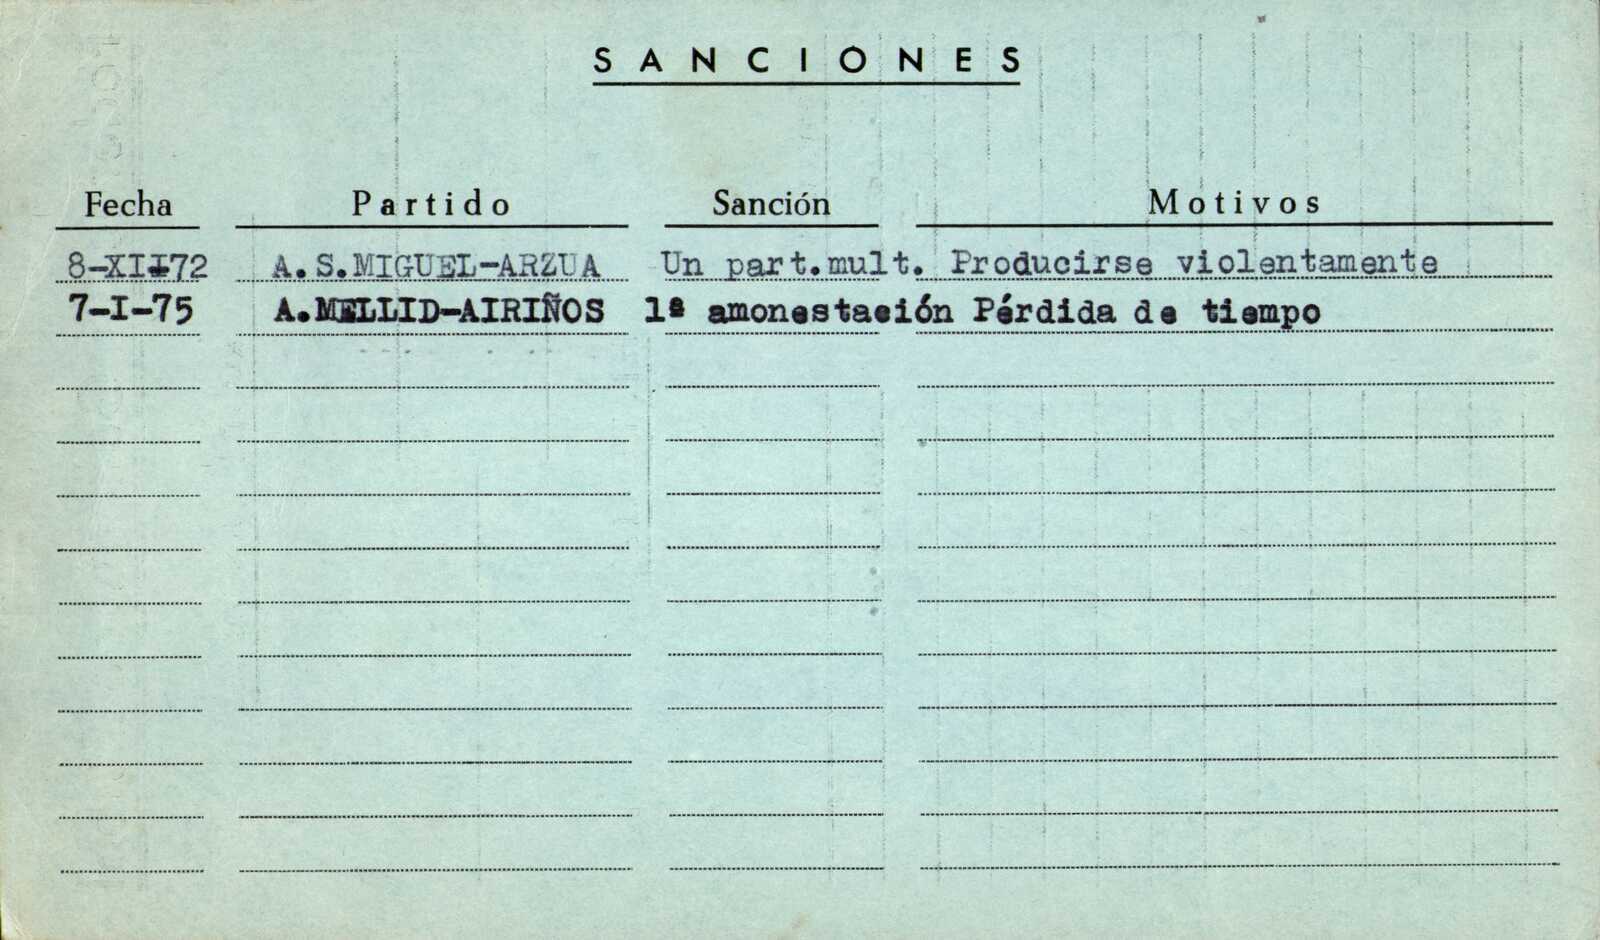 SANCIONES
Fecha Partido Sanción Motivos
8-XII-72 A.S.MIGUEL-ARZUA Un part.mult. Producirse violentamente
7-I-75 A.MELLID-AIRIÑOS 1ª amonestación Pérdida de tiempo